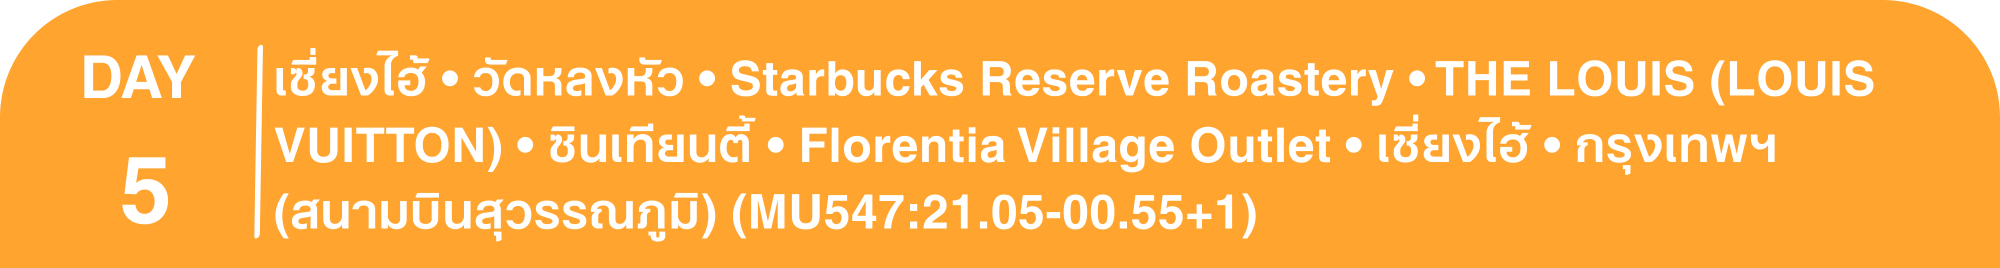 DAY
5
เซี่ยงไฮ้ • วัดหลงหัว • Starbucks Reserve Roastery • THE LOUIS (LOUIS
VUITTON) • ซินเทียนตี้ • Florentia Village Outlet • เซี่ยงไฮ้ • กรุงเทพฯ
(สนามบินสุวรรณภูมิ) (MU547:21.05-00.55+1)